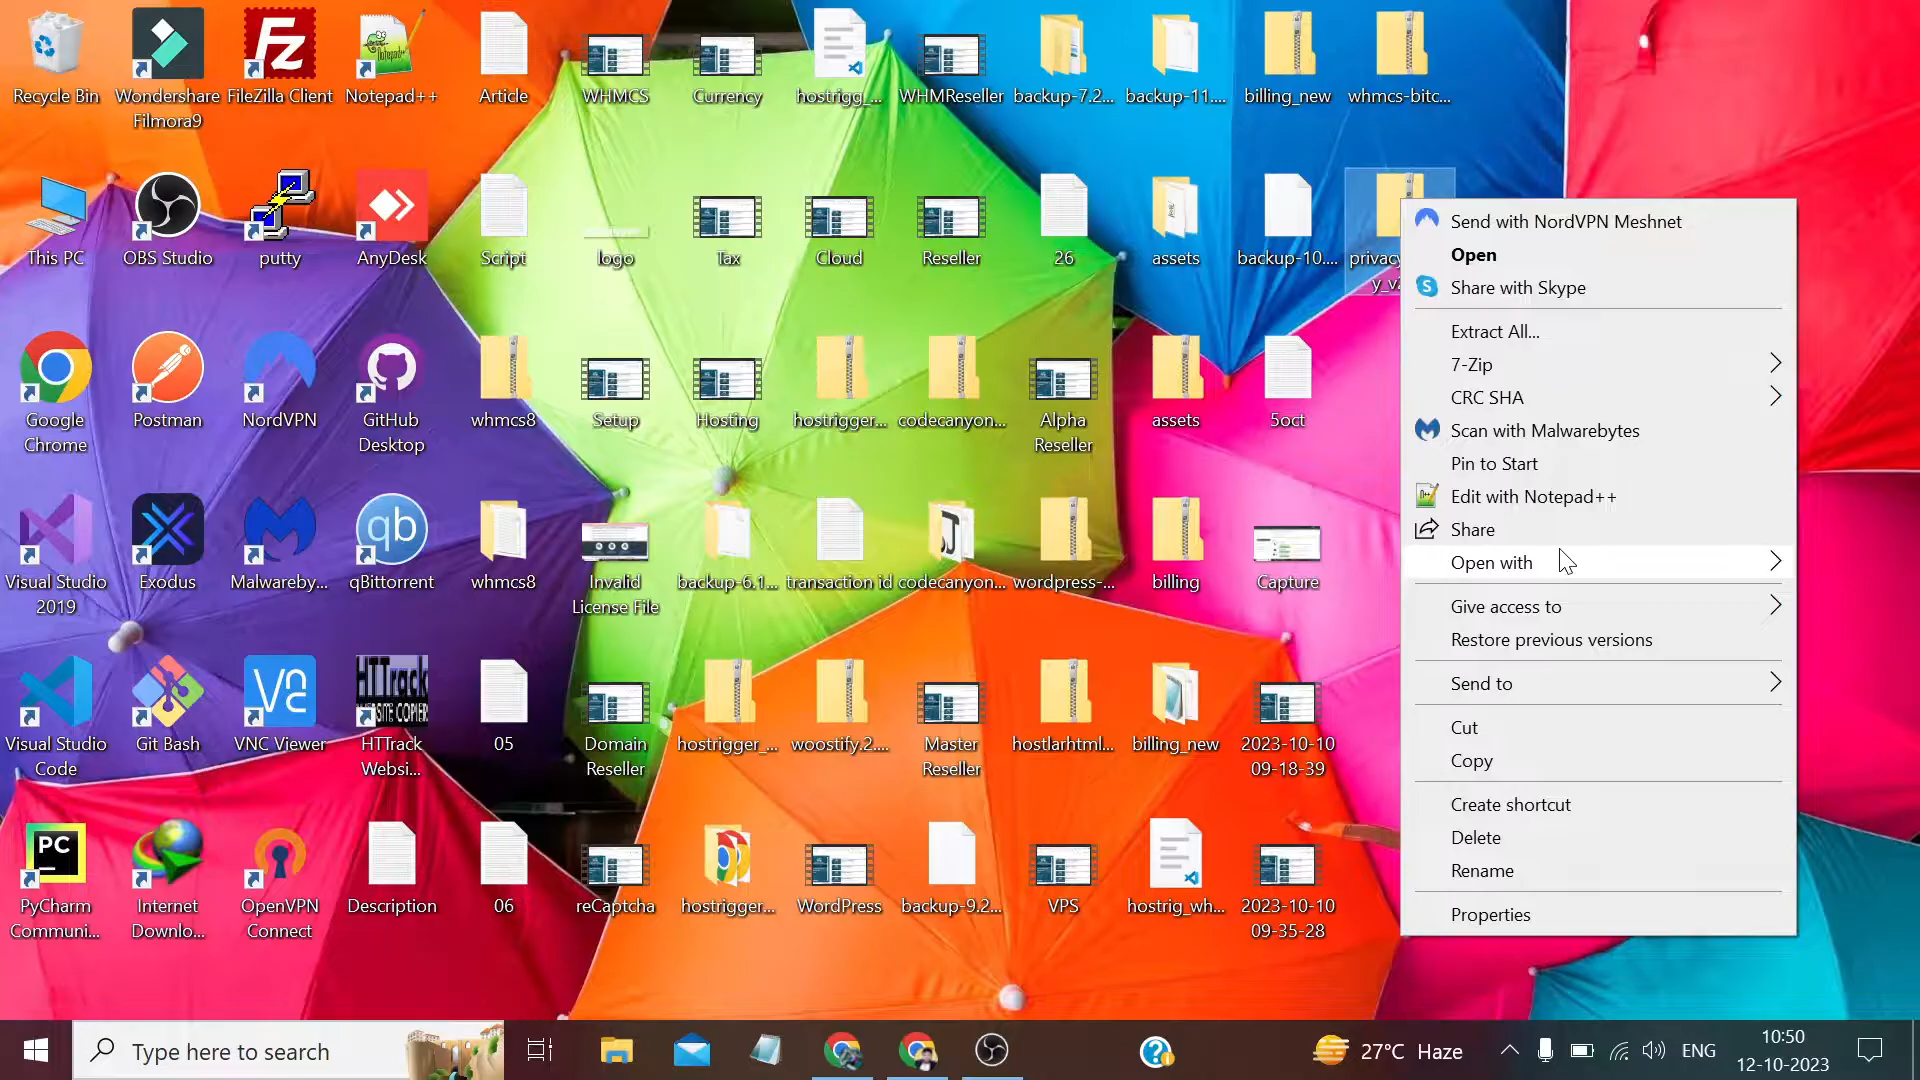 Recycle Bin
Wondershare
Filmora9
FileZilla Client
Notepad++
Article
WHMCS
Currency
hostrigg_...
WHMReseller
backup-7.2...
backup-11....
billing_new
whmcs-bitc...
This PC
OBS Studio
putty
AnyDesk
Script
logo
Tax
Cloud
Reseller
26
assets
backup-10....
privacy
y_v2
Google
Chrome
Postman
NordVPN
GitHub
Desktop
whmcs8
Setup
Hosting
hostrigger...
codecanyon...
Alpha
Reseller
assets
5oct
Visual Studio
2019
Exodus
Malwareby...
qBittorrent
whmcs8
Invalid
License File
backup-6.1...
transaction id
codecanyon...
wordpress-...
billing
Capture
Visual Studio
Code
Git Bash
VNC Viewer
HTTrack
Websi...
05
Domain
Reseller
hostrigger_...
woostify.2....
Master
Reseller
hostlarhtml...
billing_new
2023-10-10
09-18-39
PyCharm
Communi...
Internet
Downlo...
OpenVPN
Connect
Description
06
reCaptcha
hostrigger...
WordPress
backup-9.2...
VPS
hostrig_wh...
2023-10-10
09-35-28
Send with NordVPN Meshnet
Open
Share with Skype
Extract All...
7-Zip
CRC SHA
Scan with Malwarebytes
Pin to Start
Edit with Notepad++
Share
Open with
Give access to
Restore previous versions
Send to
Cut
Copy
Create shortcut
Delete
Rename
Properties
Type here to search
27°C Haze
ENG
10:50
12-10-2023